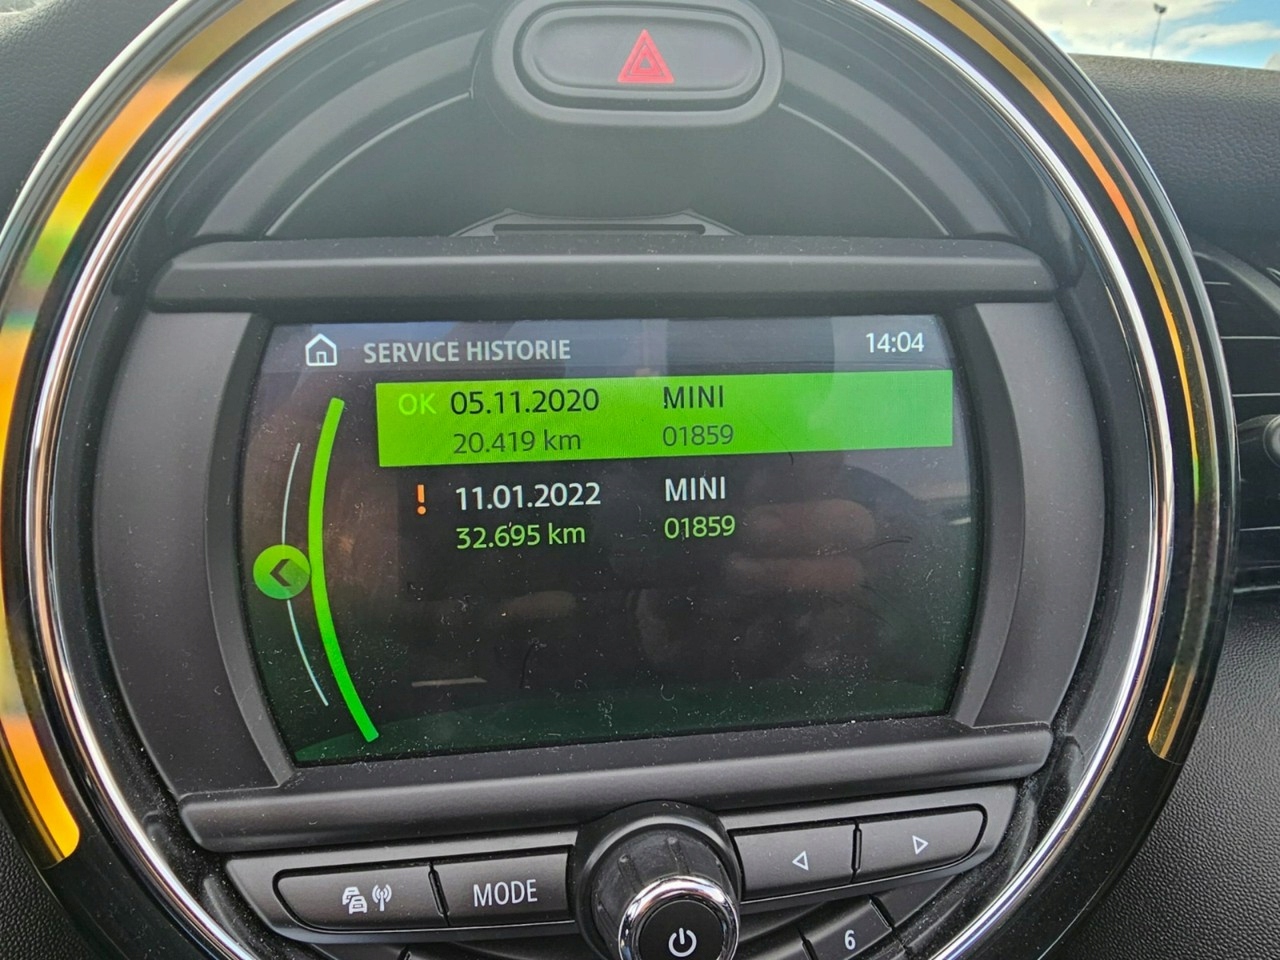 SERVICE HISTORIE 14:04
OK 05.11.2020 MINI
20.419 km 01859
! 11.01.2022 MINI
32.695 km 01859
MODE
6